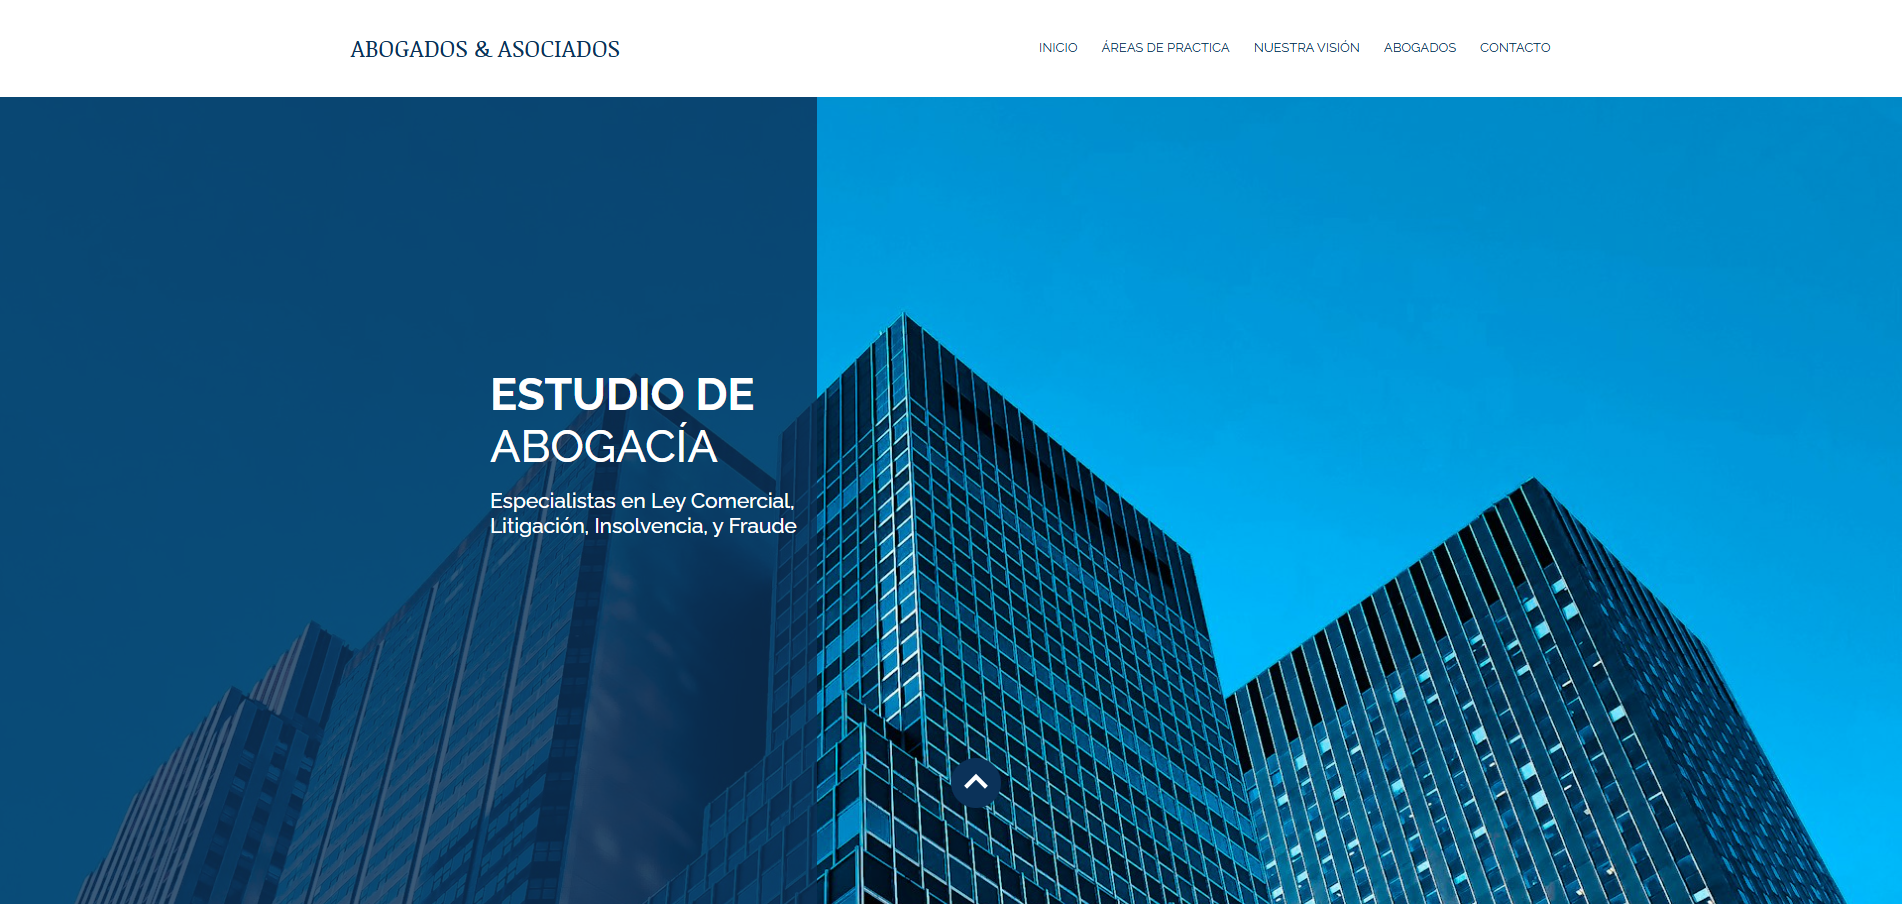 ABOGADOS & ASOCIADOS
INICIO ÁREAS DE PRACTICA NUESTRA VISIÓN ABOGADOS CONTACTO
ESTUDIO DE
ABOGACÍA
Especialistas en Ley Comercial,
Litigación, Insolvencia, y Fraude